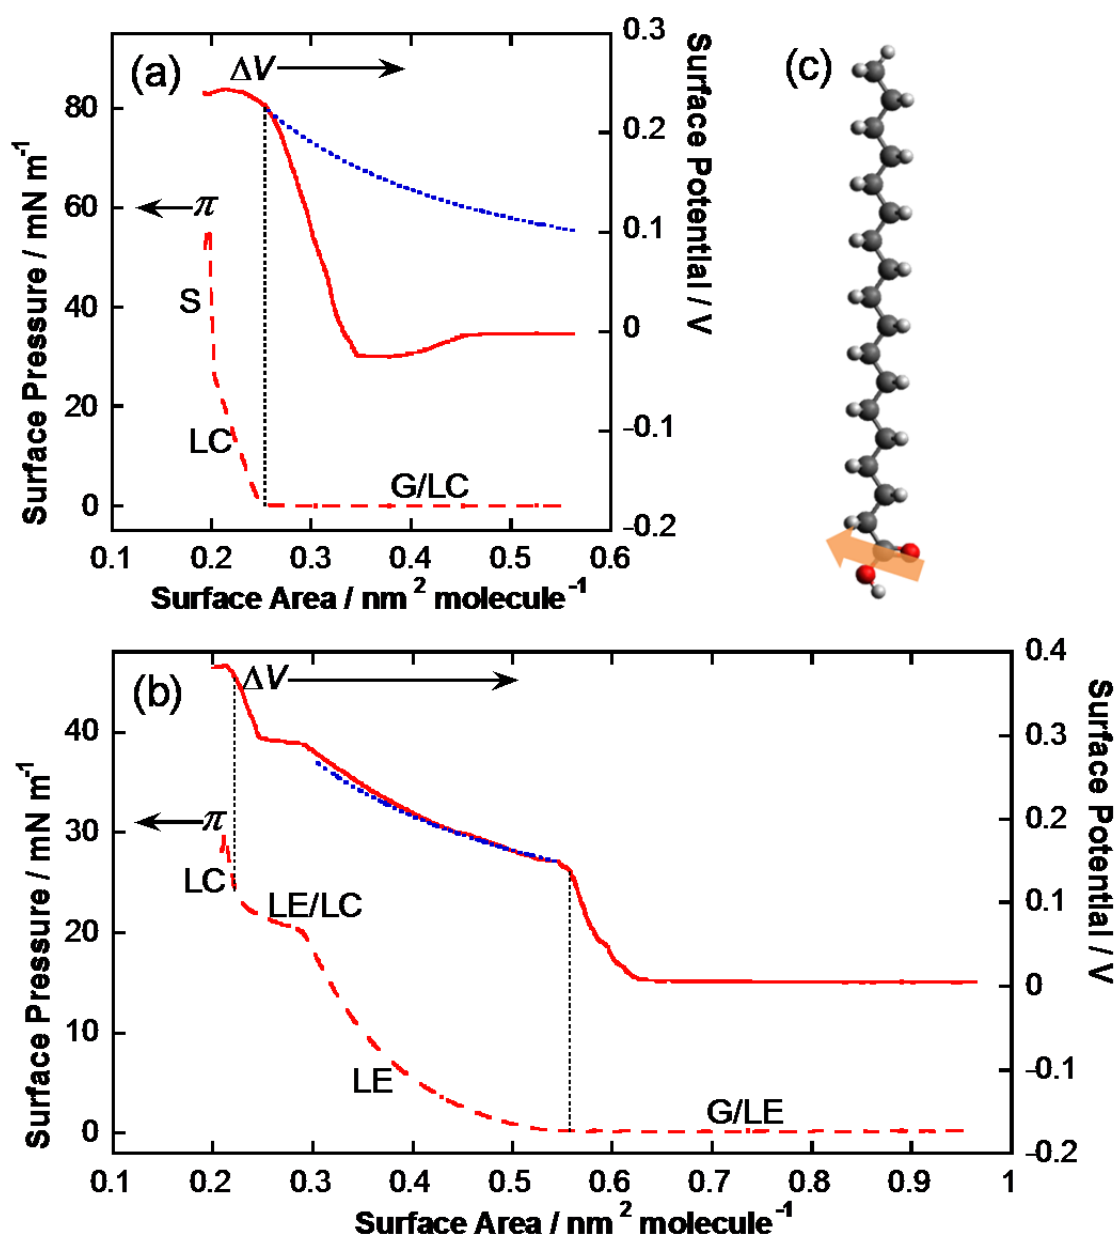 (a)
ΔV
π
S
LC
G/LC
80
60
40
20
0
Surface Pressure / mN m⁻¹
0.3
0.2
0.1
0
-0.1
-0.2
Surface Potential / V
0.1 0.2 0.3 0.4 0.5 0.6
Surface Area / nm² molecule⁻¹
(c)
(b)
ΔV
π
LC
LE/LC
LE
G/LE
40
30
20
10
0
Surface Pressure / mN m⁻¹
0.4
0.3
0.2
0.1
0
-0.1
-0.2
Surface Potential / V
0.1 0.2 0.3 0.4 0.5 0.6 0.7 0.8 0.9 1
Surface Area / nm² molecule⁻¹